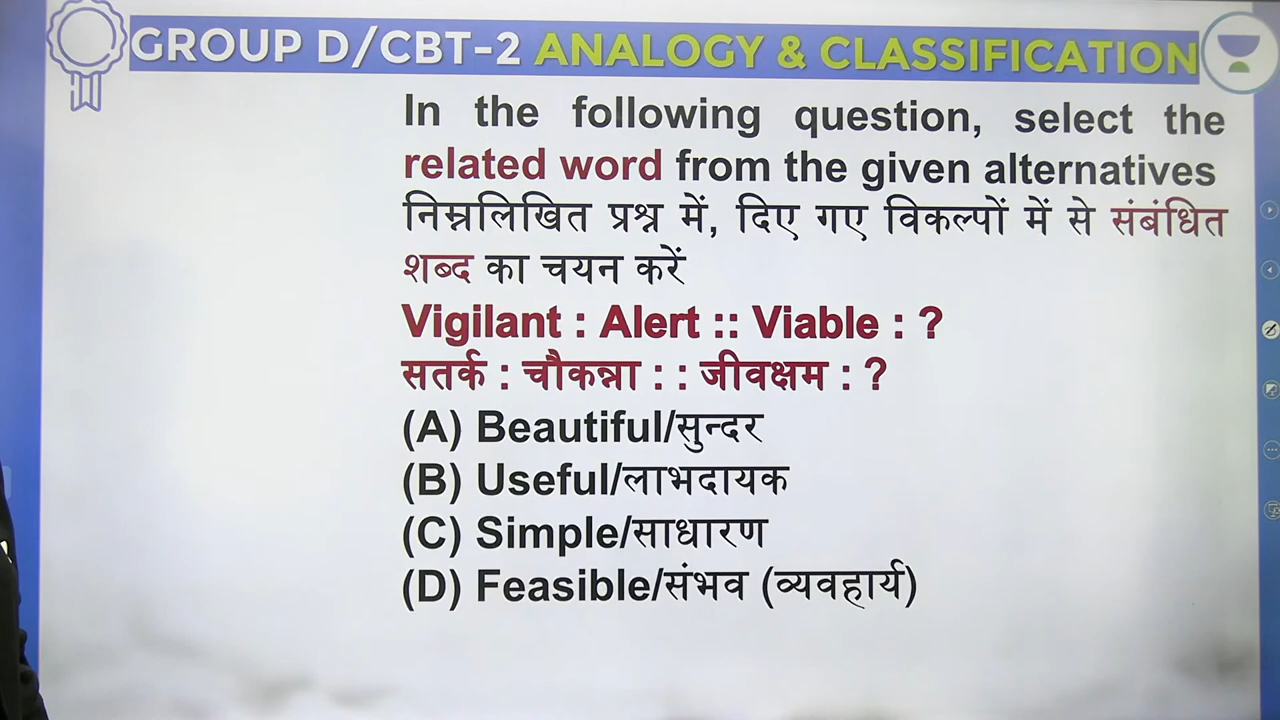 GROUP D/CBT-2 ANALOGY & CLASSIFICATION
In the following question, select the
related word from the given alternatives
निम्नलिखित प्रश्न में, दिए गए विकल्पों में से संबंधित
शब्द का चयन करें
Vigilant : Alert :: Viable : ?
सतर्क : चौकन्ना : : जीवक्षम : ?
(A) Beautiful/सुन्दर
(B) Useful/लाभदायक
(C) Simple/साधारण
(D) Feasible/संभव (व्यवहार्य)